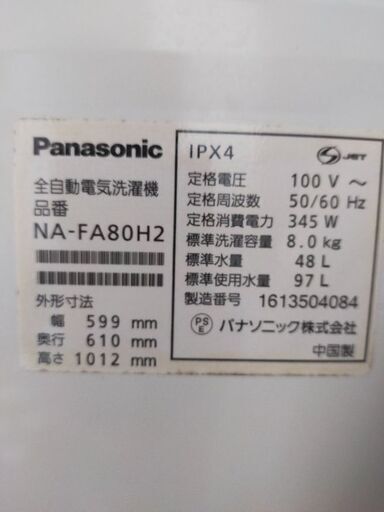 Panasonic
全自動電気洗濯機
品番
NA-FA80H2
外形寸法
幅 599 mm
奥行 610 mm
高さ 1012 mm
IPX4
S JET
定格電圧 100 V ～
定格周波数 50/60 Hz
定格消費電力 345 W
標準洗濯容量 8.0 kg
標準水量 48 L
標準使用水量 97 L
製造番号 1613504084
PS E パナソニック株式会社
中国製